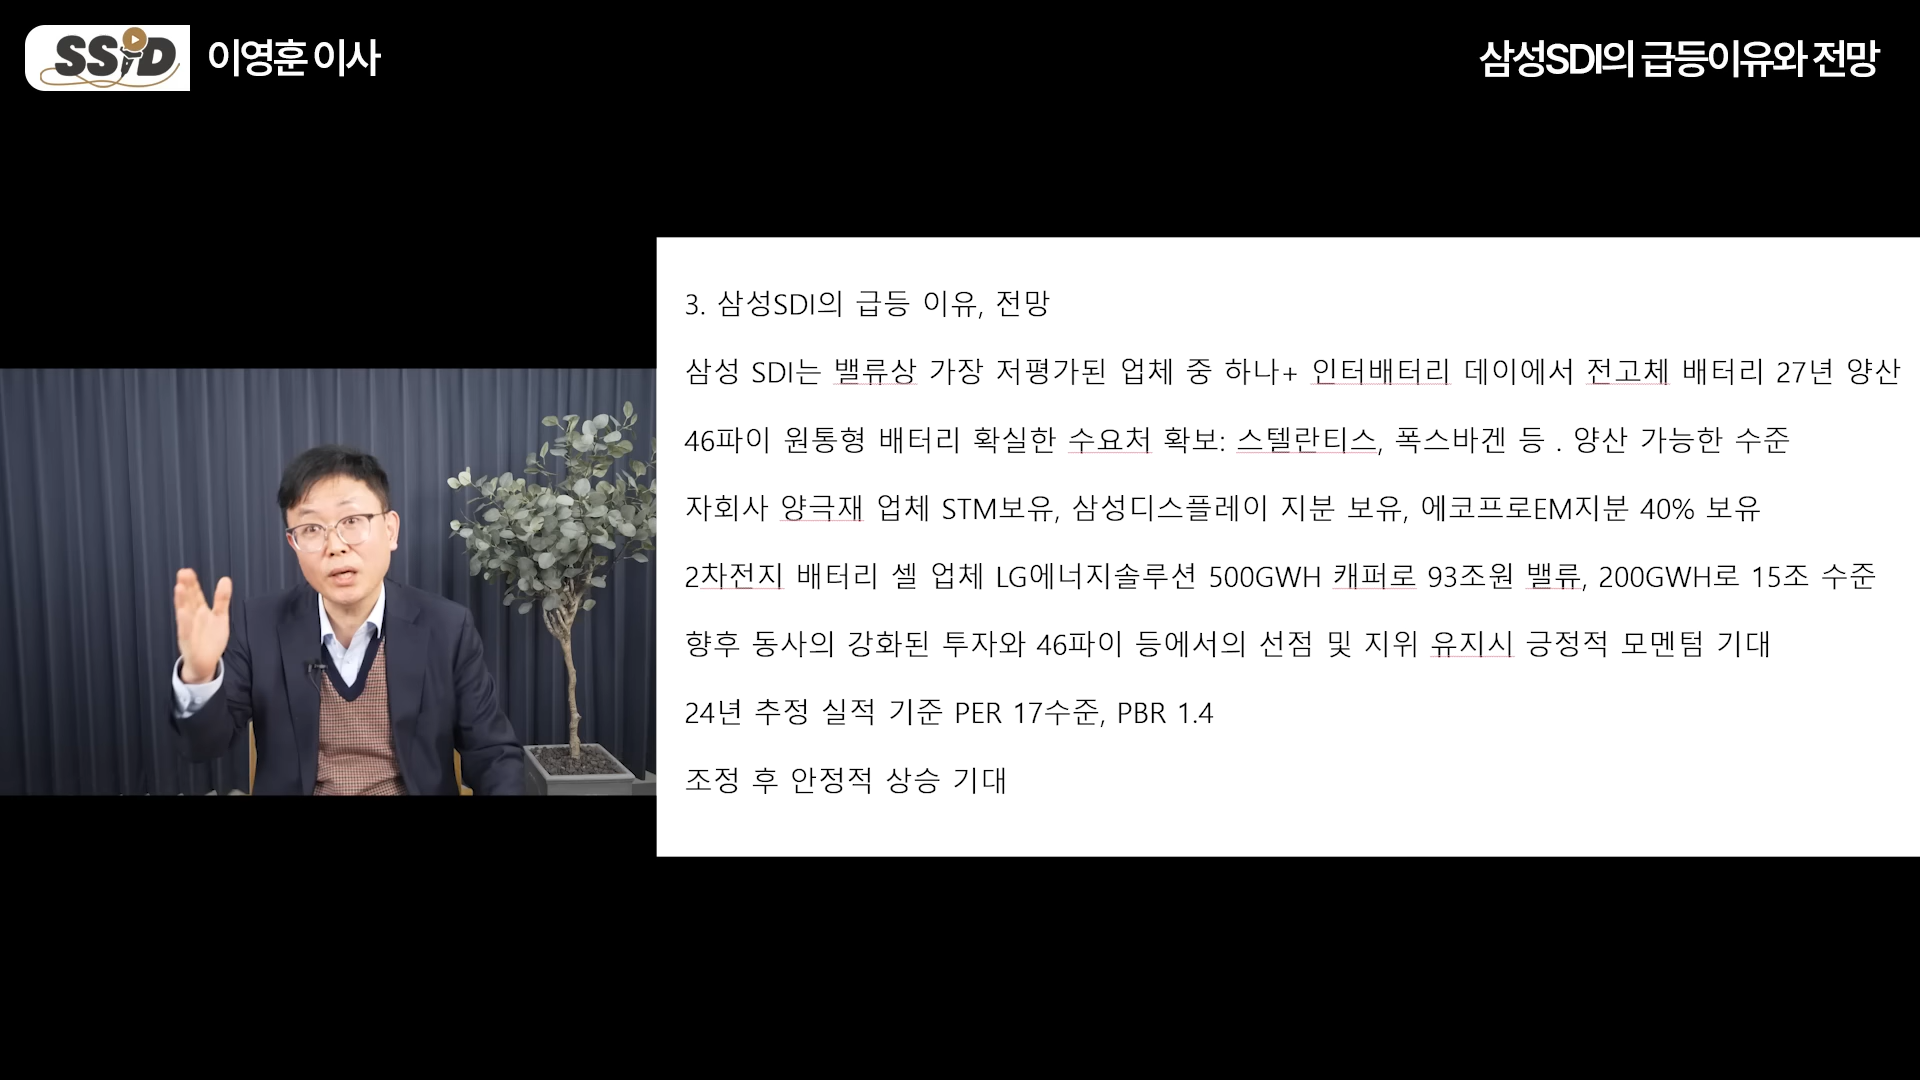 SSiD 이영훈 이사
삼성SDI의 급등이유와 전망
3. 삼성SDI의 급등 이유, 전망
삼성 SDI는 밸류상 가장 저평가된 업체 중 하나+ 인터배터리 데이에서 전고체 배터리 27년 양산
46파이 원통형 배터리 확실한 수요처 확보: 스텔란티스, 폭스바겐 등 . 양산 가능한 수준
자회사 양극재 업체 STM보유, 삼성디스플레이 지분 보유, 에코프로EM지분 40% 보유
2차전지 배터리 셀 업체 LG에너지솔루션 500GWH 캐퍼로 93조원 밸류, 200GWH로 15조 수준
향후 동사의 강화된 투자와 46파이 등에서의 선점 및 지위 유지시 긍정적 모멘텀 기대
24년 추정 실적 기준 PER 17수준, PBR 1.4
조정 후 안정적 상승 기대